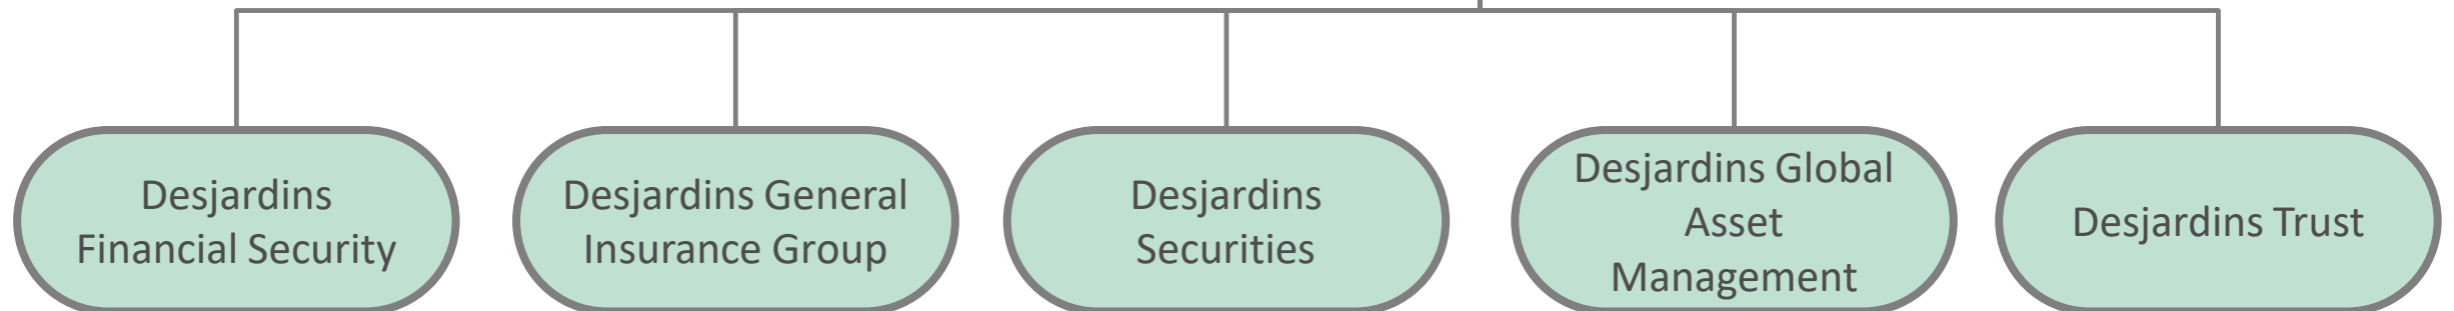 Desjardins
Financial Security
Desjardins General
Insurance Group
Desjardins
Securities
Desjardins Global
Asset
Management
Desjardins Trust